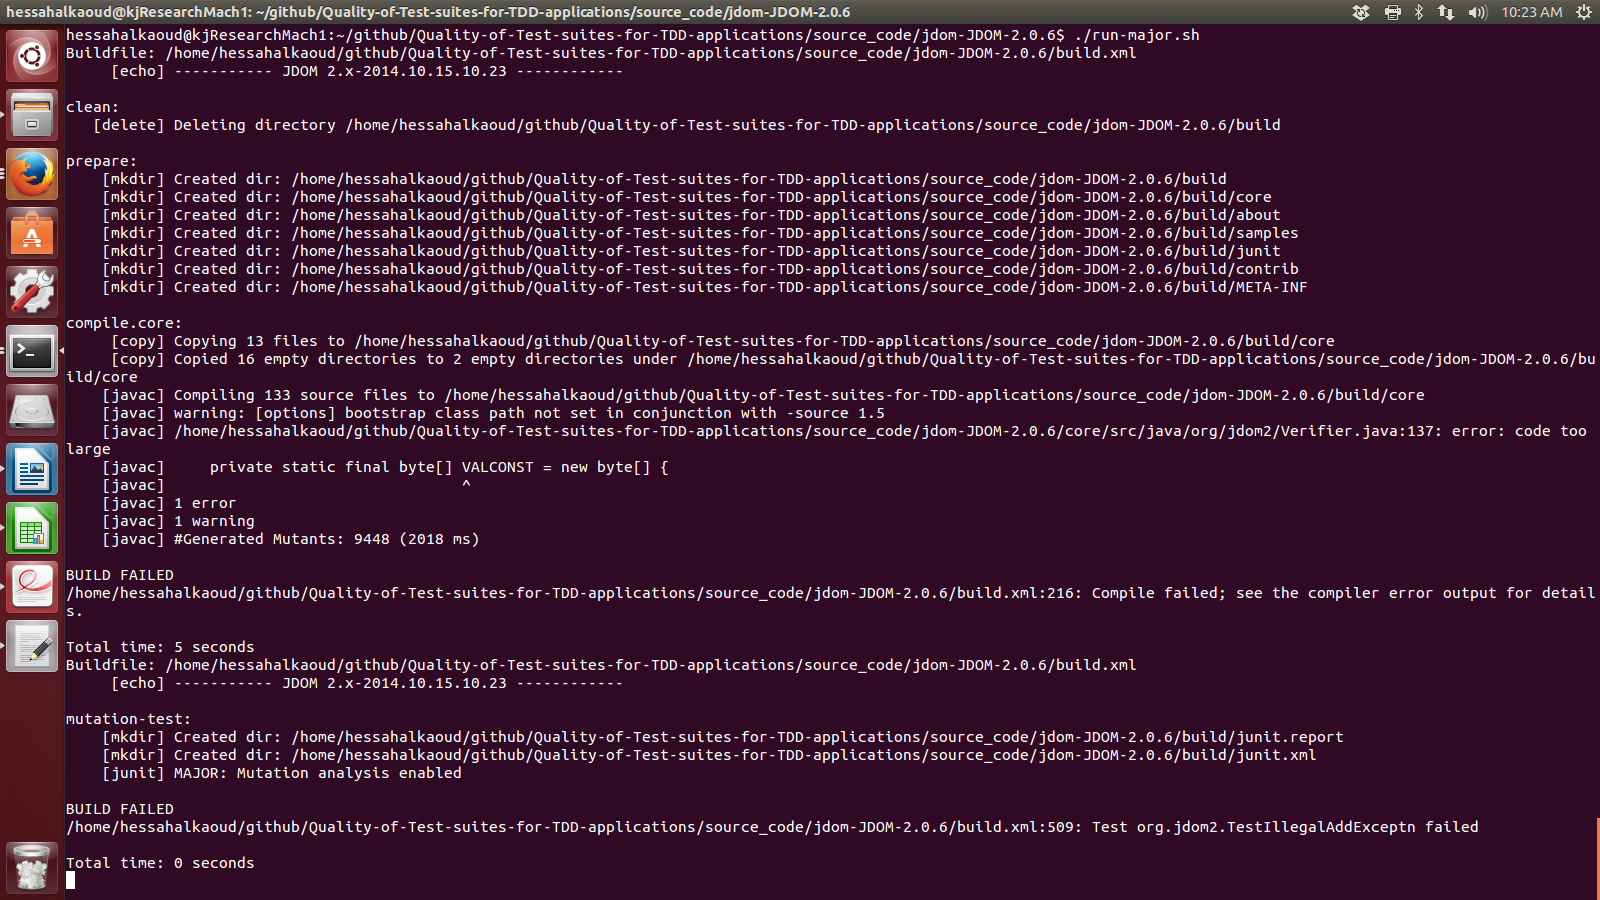 hessahalkaoud@kjResearchMach1: ~/github/Quality-of-Test-suites-for-TDD-applications/source_code/jdom-JDOM-2.0.6
10:23 AM
hessahalkaoud@kjResearchMach1:~/github/Quality-of-Test-suites-for-TDD-applications/source_code/jdom-JDOM-2.0.6$ ./run-major.sh
Buildfile: /home/hessahalkaoud/github/Quality-of-Test-suites-for-TDD-applications/source_code/jdom-JDOM-2.0.6/build.xml
[echo] ----------- JDOM 2.x-2014.10.15.10.23 ------------
clean:
[delete] Deleting directory /home/hessahalkaoud/github/Quality-of-Test-suites-for-TDD-applications/source_code/jdom-JDOM-2.0.6/build
prepare:
[mkdir] Created dir: /home/hessahalkaoud/github/Quality-of-Test-suites-for-TDD-applications/source_code/jdom-JDOM-2.0.6/build
[mkdir] Created dir: /home/hessahalkaoud/github/Quality-of-Test-suites-for-TDD-applications/source_code/jdom-JDOM-2.0.6/build/core
[mkdir] Created dir: /home/hessahalkaoud/github/Quality-of-Test-suites-for-TDD-applications/source_code/jdom-JDOM-2.0.6/build/about
[mkdir] Created dir: /home/hessahalkaoud/github/Quality-of-Test-suites-for-TDD-applications/source_code/jdom-JDOM-2.0.6/build/samples
[mkdir] Created dir: /home/hessahalkaoud/github/Quality-of-Test-suites-for-TDD-applications/source_code/jdom-JDOM-2.0.6/build/junit
[mkdir] Created dir: /home/hessahalkaoud/github/Quality-of-Test-suites-for-TDD-applications/source_code/jdom-JDOM-2.0.6/build/contrib
[mkdir] Created dir: /home/hessahalkaoud/github/Quality-of-Test-suites-for-TDD-applications/source_code/jdom-JDOM-2.0.6/build/META-INF
compile.core:
[copy] Copying 13 files to /home/hessahalkaoud/github/Quality-of-Test-suites-for-TDD-applications/source_code/jdom-JDOM-2.0.6/build/core
[copy] Copied 16 empty directories to 2 empty directories under /home/hessahalkaoud/github/Quality-of-Test-suites-for-TDD-applications/source_code/jdom-JDOM-2.0.6/bu
ild/core
[javac] Compiling 133 source files to /home/hessahalkaoud/github/Quality-of-Test-suites-for-TDD-applications/source_code/jdom-JDOM-2.0.6/build/core
[javac] warning: [options] bootstrap class path not set in conjunction with -source 1.5
[javac] /home/hessahalkaoud/github/Quality-of-Test-suites-for-TDD-applications/source_code/jdom-JDOM-2.0.6/core/src/java/org/jdom2/Verifier.java:137: error: code too
large
[javac]     private static final byte[] VALCONST = new byte[] {
[javac]                                 ^
[javac] 1 error
[javac] 1 warning
[javac] #Generated Mutants: 9448 (2018 ms)
BUILD FAILED
/home/hessahalkaoud/github/Quality-of-Test-suites-for-TDD-applications/source_code/jdom-JDOM-2.0.6/build.xml:216: Compile failed; see the compiler error output for detail
s.
Total time: 5 seconds
Buildfile: /home/hessahalkaoud/github/Quality-of-Test-suites-for-TDD-applications/source_code/jdom-JDOM-2.0.6/build.xml
[echo] ----------- JDOM 2.x-2014.10.15.10.23 ------------
mutation-test:
[mkdir] Created dir: /home/hessahalkaoud/github/Quality-of-Test-suites-for-TDD-applications/source_code/jdom-JDOM-2.0.6/build/junit.report
[mkdir] Created dir: /home/hessahalkaoud/github/Quality-of-Test-suites-for-TDD-applications/source_code/jdom-JDOM-2.0.6/build/junit.xml
[junit] MAJOR: Mutation analysis enabled
BUILD FAILED
/home/hessahalkaoud/github/Quality-of-Test-suites-for-TDD-applications/source_code/jdom-JDOM-2.0.6/build.xml:509: Test org.jdom2.TestIllegalAddExceptn failed
Total time: 0 seconds